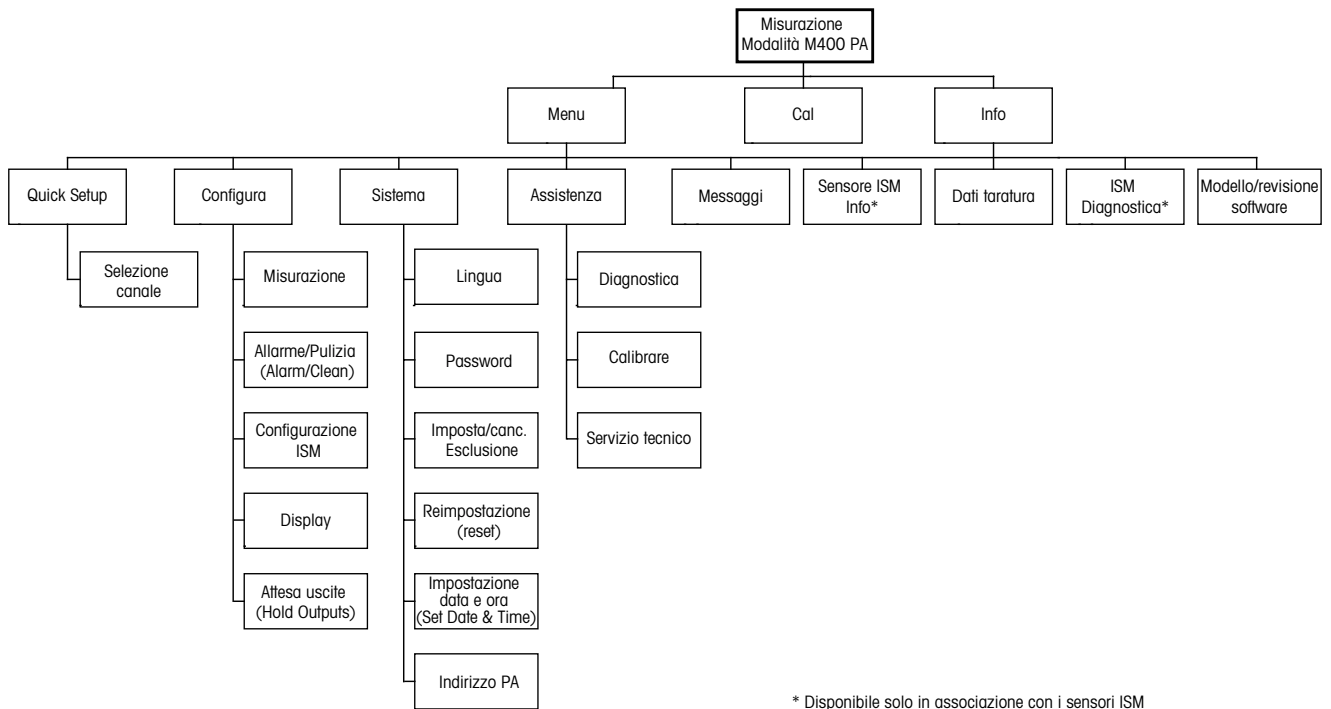 Misurazione
Modalità M400 PA
Menu
Cal
Info
Quick Setup
Configura
Sistema
Assistenza
Messaggi
Sensore ISM
Info*
Dati taratura
ISM
Diagnostica*
Modello/revisione
software
Selezione
canale
Misurazione
Allarme/Pulizia
(Alarm/Clean)
Configurazione
ISM
Display
Attesa uscite
(Hold Outputs)
Lingua
Password
Imposta/canc.
Esclusione
Reimpostazione
(reset)
Impostazione
data e ora
(Set Date & Time)
Indirizzo PA
Diagnostica
Calibrare
Servizio tecnico
* Disponibile solo in associazione con i sensori ISM